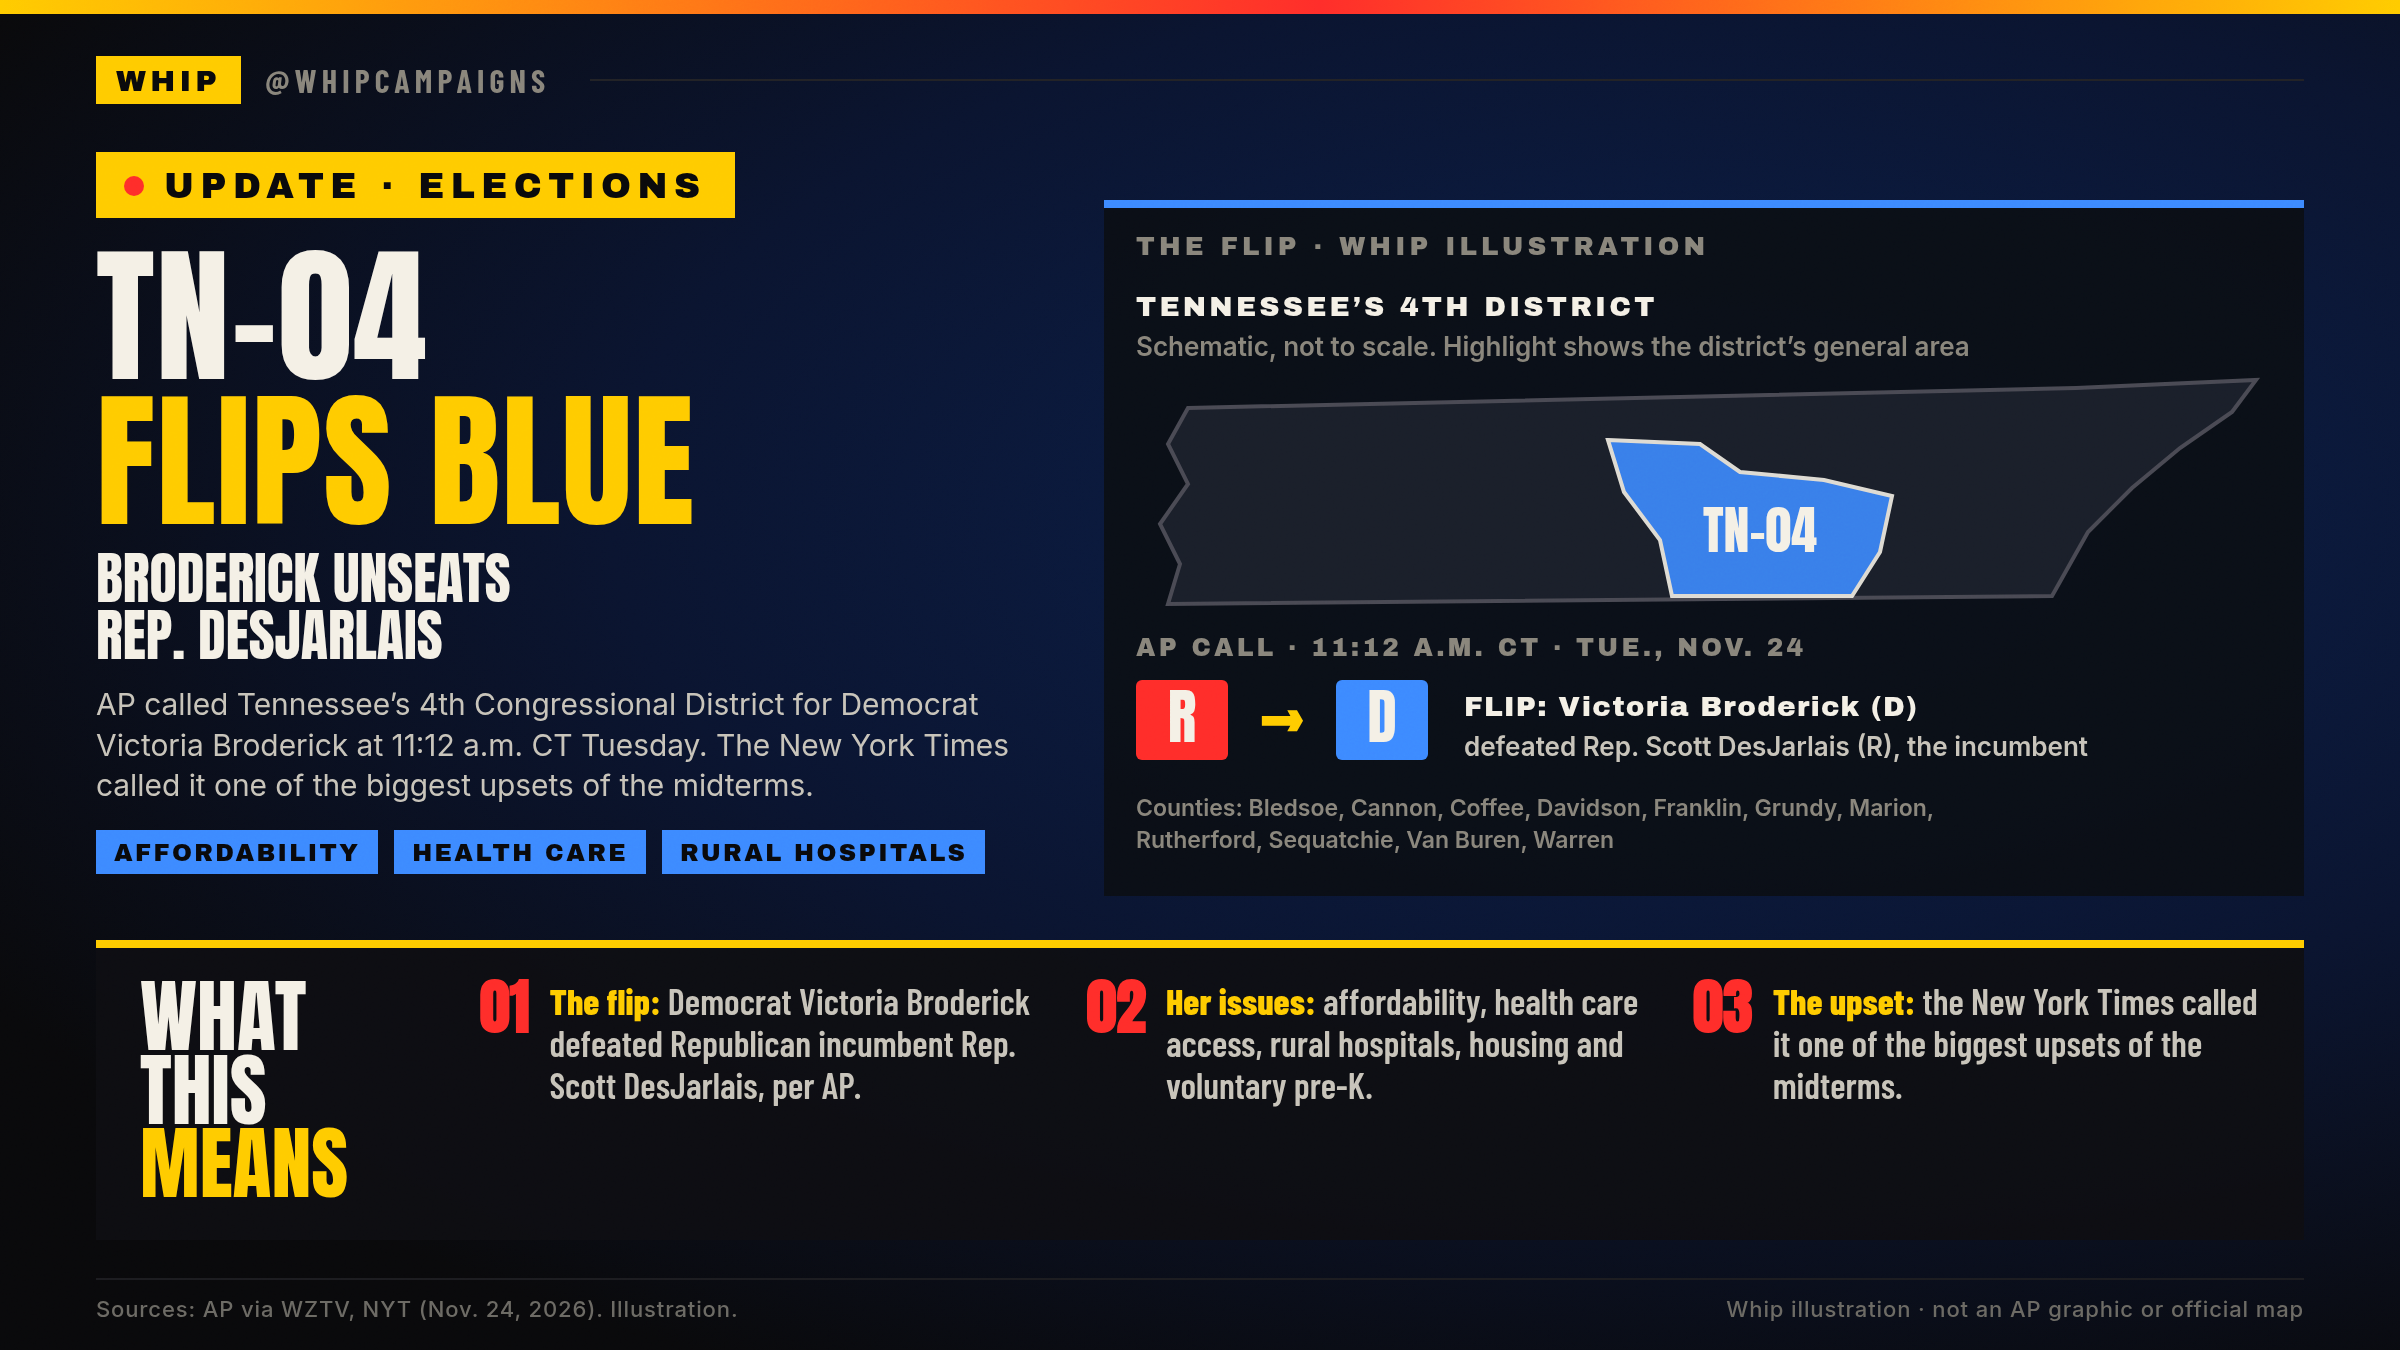 WHIP @WHIPCAMPAIGNS
UPDATE · ELECTIONS
TN-04
FLIPS BLUE
BRODERICK UNSEATS
REP. DESJARLAIS
AP called Tennessee’s 4th Congressional District for Democrat
Victoria Broderick at 11:12 a.m. CT Tuesday. The New York Times
called it one of the biggest upsets of the midterms.
AFFORDABILITY HEALTH CARE RURAL HOSPITALS
THE FLIP · WHIP ILLUSTRATION
TENNESSEE’S 4TH DISTRICT
Schematic, not to scale. Highlight shows the district’s general area
TN-04
AP CALL · 11:12 A.M. CT · TUE., NOV. 24
R → D
FLIP: Victoria Broderick (D)
defeated Rep. Scott DesJarlais (R), the incumbent
Counties: Bledsoe, Cannon, Coffee, Davidson, Franklin, Grundy, Marion,
Rutherford, Sequatchie, Van Buren, Warren
WHAT
THIS
MEANS
01 The flip: Democrat Victoria Broderick
defeated Republican incumbent Rep.
Scott DesJarlais, per AP.
02 Her issues: affordability, health care
access, rural hospitals, housing and
voluntary pre-K.
03 The upset: the New York Times called
it one of the biggest upsets of the
midterms.
Sources: AP via WZTV, NYT (Nov. 24, 2026). Illustration.
Whip illustration · not an AP graphic or official map